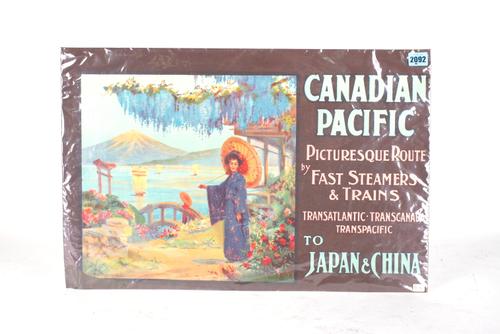 2092
CANADIAN
PACIFIC
PICTURESQUE ROUTE
by FAST STEAMERS
& TRAINS
TRANSATLANTIC · TRANSCANADA
TRANSPACIFIC
TO
JAPAN & CHINA